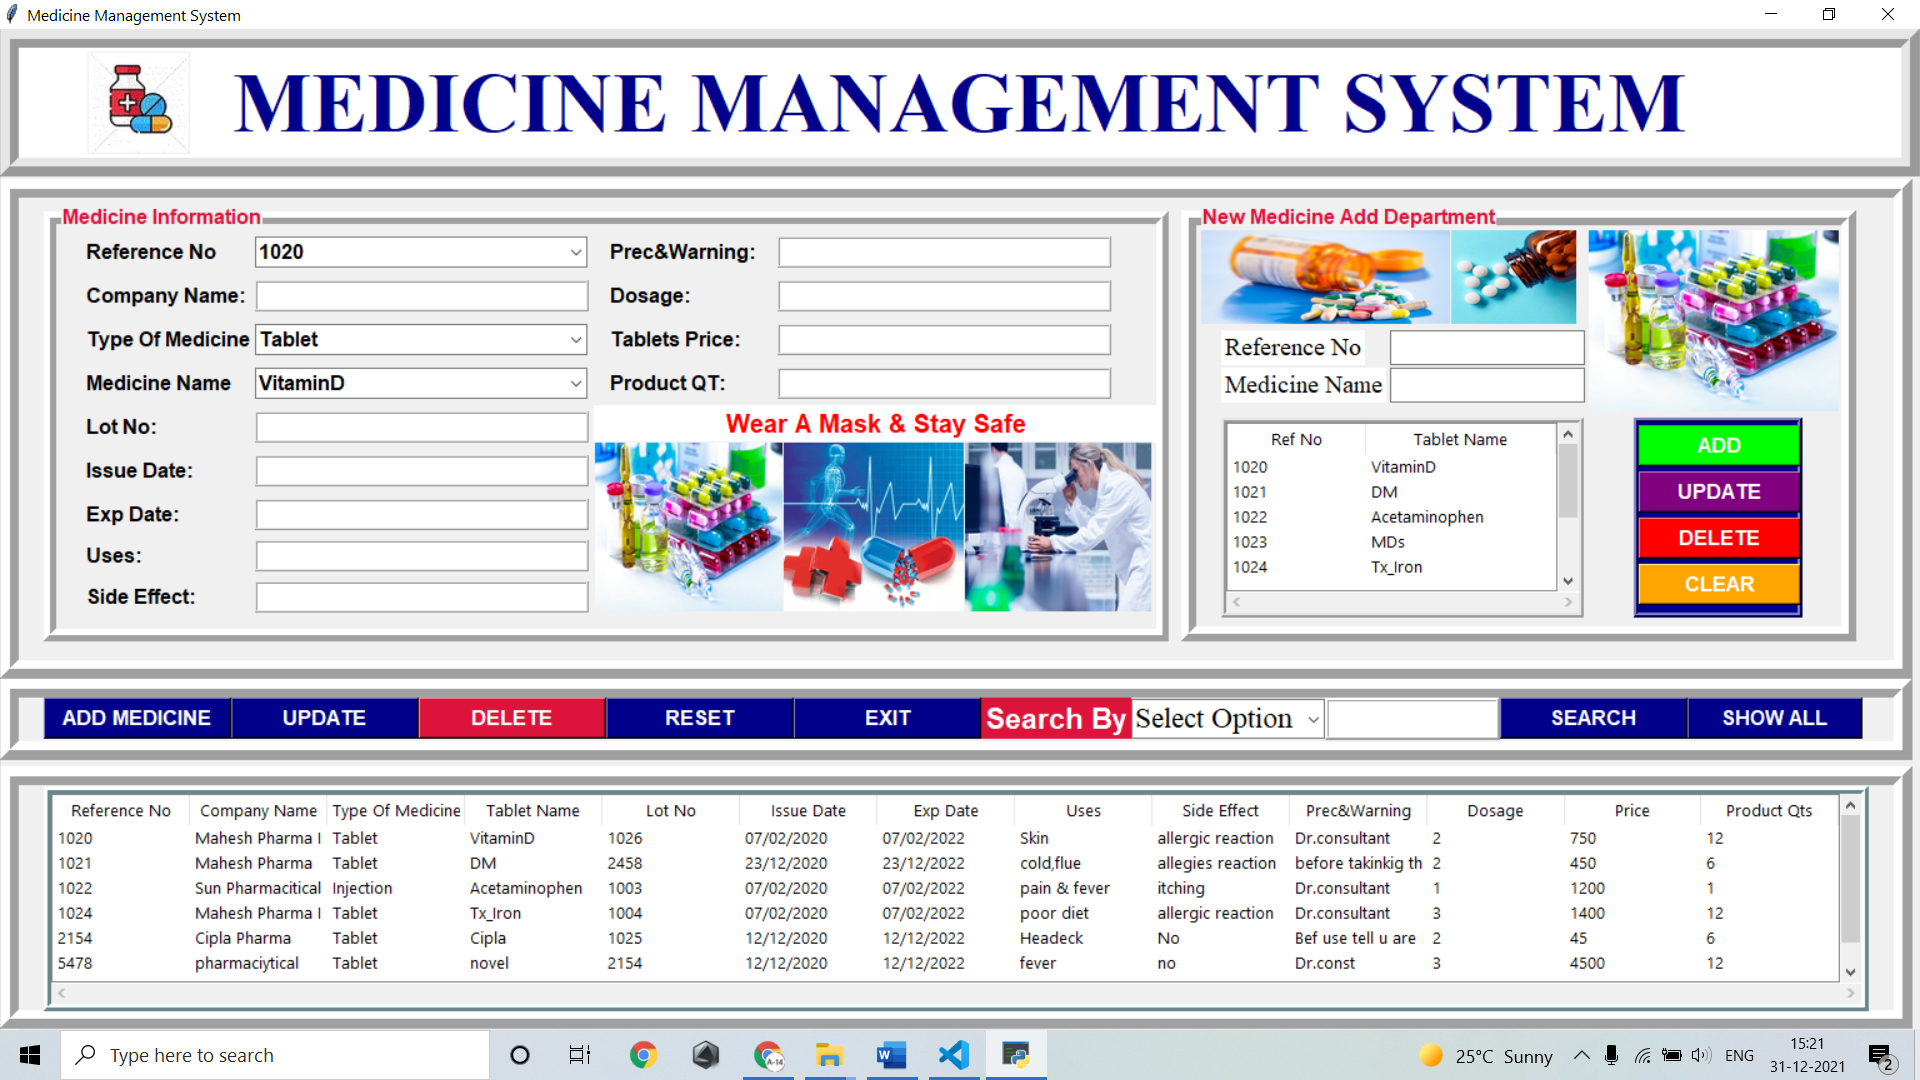 Medicine Management System
MEDICINE MANAGEMENT SYSTEM
Medicine Information
Reference No 1020 Prec&Warning:
Company Name: Dosage:
Type Of Medicine Tablet Tablets Price:
Medicine Name VitaminD Product QT:
Lot No:
Wear A Mask & Stay Safe
Issue Date:
Exp Date:
Uses:
Side Effect:
New Medicine Add Department
Reference No
Medicine Name
Ref No Tablet Name
1020 VitaminD
1021 DM
1022 Acetaminophen
1023 MDs
1024 Tx_Iron
ADD
UPDATE
DELETE
CLEAR
ADD MEDICINE UPDATE DELETE RESET EXIT Search By Select Option SEARCH SHOW ALL
Reference No Company Name Type Of Medicine Tablet Name Lot No Issue Date Exp Date Uses Side Effect Prec&Warning Dosage Price Product Qts
1020 Mahesh Pharma I Tablet VitaminD 1026 07/02/2020 07/02/2022 Skin allergic reaction Dr.consultant 2 750 12
1021 Mahesh Pharma Tablet DM 2458 23/12/2020 23/12/2022 cold,flue allegies reaction before takinkig th 2 450 6
1022 Sun Pharmacitical Injection Acetaminophen 1003 07/02/2020 07/02/2022 pain & fever itching Dr.consultant 1 1200 1
1024 Mahesh Pharma I Tablet Tx_Iron 1004 07/02/2020 07/02/2022 poor diet allergic reaction Dr.consultant 3 1400 12
2154 Cipla Pharma Tablet Cipla 1025 12/12/2020 12/12/2022 Headeck No Bef use tell u are 2 45 6
5478 pharmaciytical Tablet novel 2154 12/12/2020 12/12/2022 fever no Dr.const 3 4500 12
Type here to search A-14 25°C Sunny ENG 15:21
31-12-2021 2